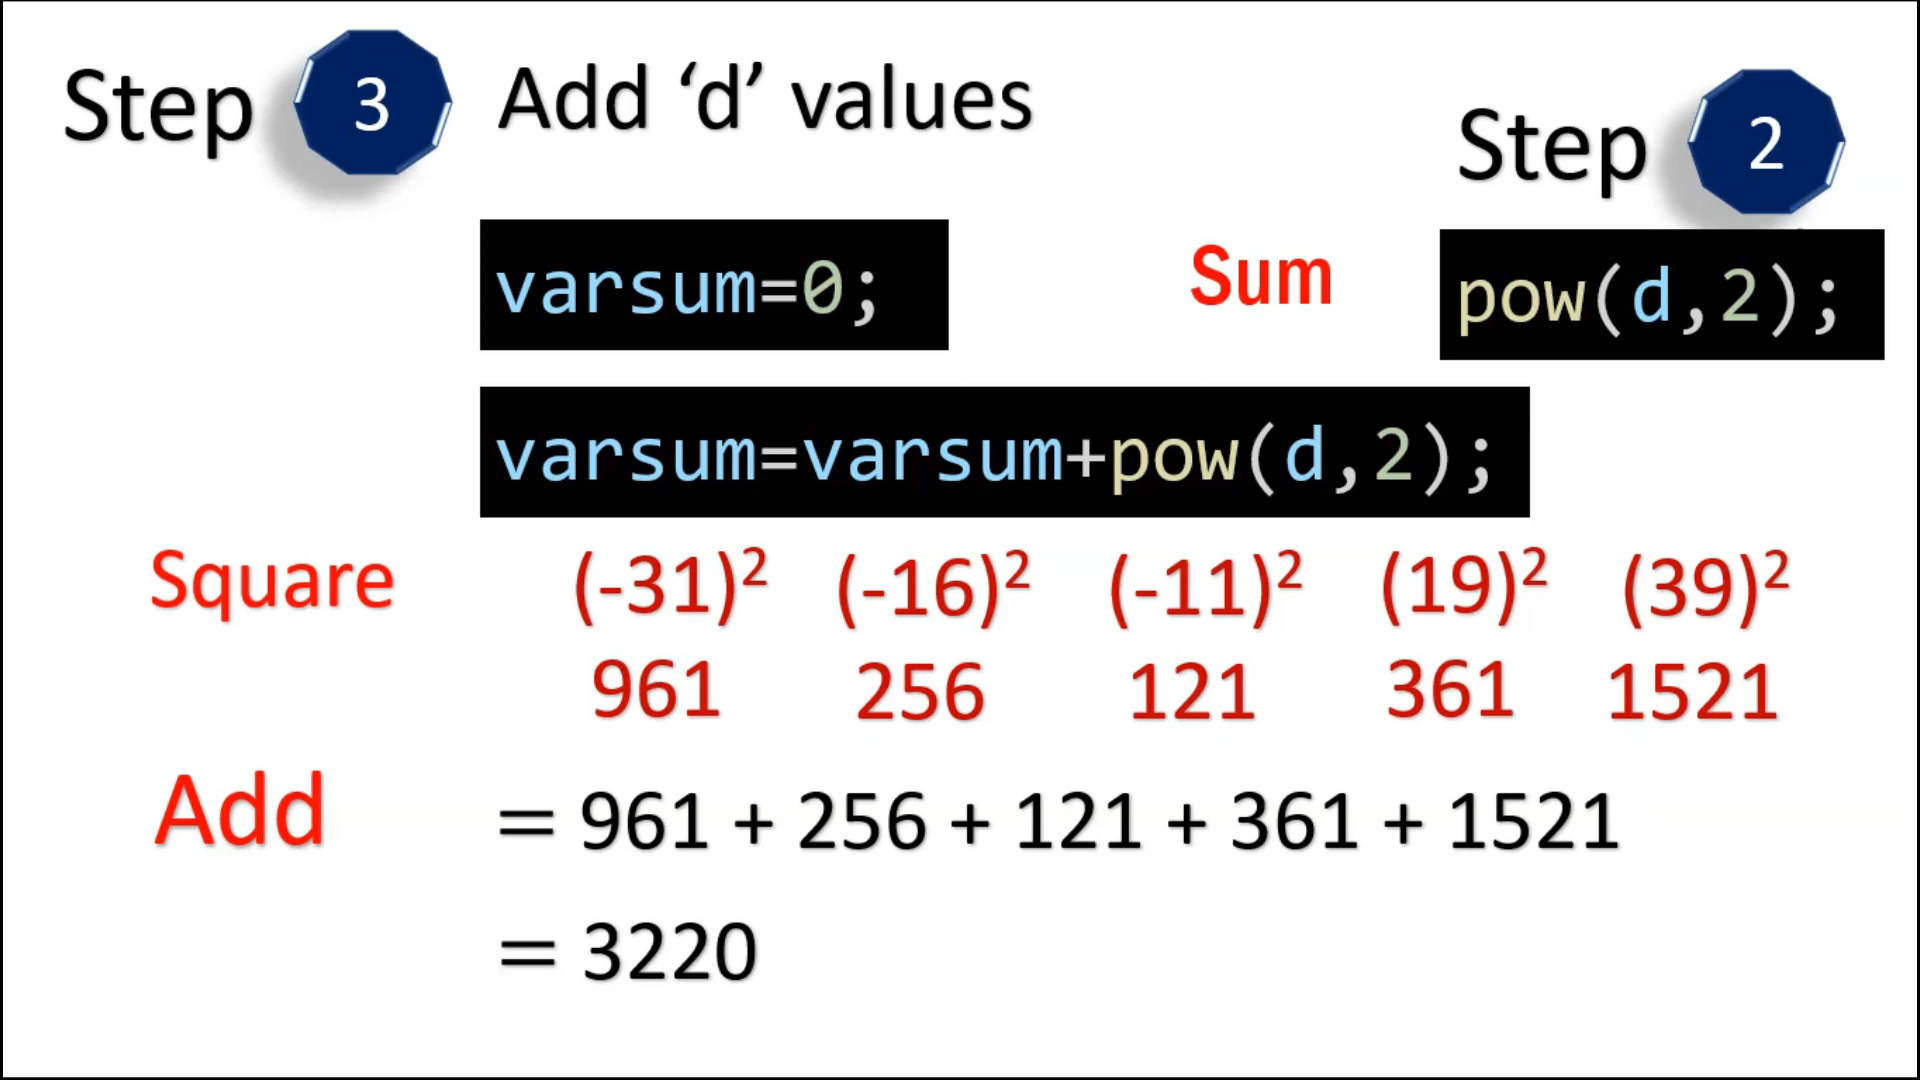 Step 3 Add ‘d’ values
Step 2
varsum=0;
Sum
pow(d,2);
varsum=varsum+pow(d,2);
Square (-31)² (-16)² (-11)² (19)² (39)²
961 256 121 361 1521
Add = 961 + 256 + 121 + 361 + 1521
= 3220